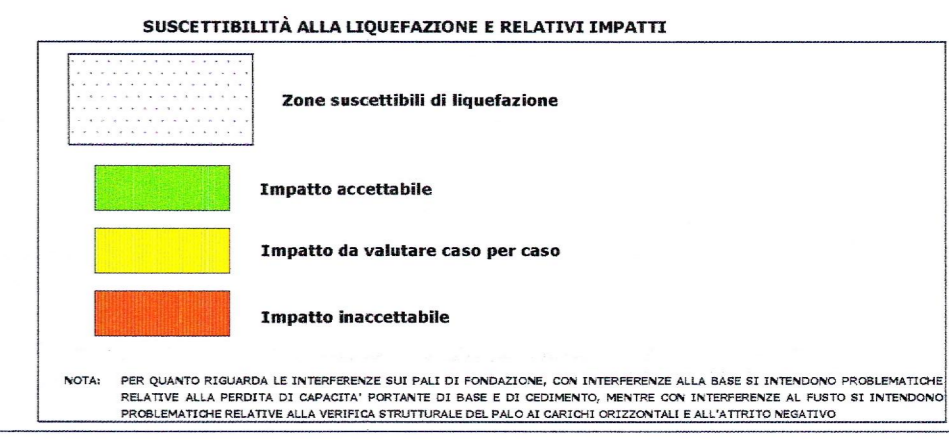 SUSCETTIBILITÀ ALLA LIQUEFAZIONE E RELATIVI IMPATTI
Zone suscettibili di liquefazione
Impatto accettabile
Impatto da valutare caso per caso
Impatto inaccettabile
NOTA: PER QUANTO RIGUARDA LE INTERFERENZE SUI PALI DI FONDAZIONE, CON INTERFERENZE ALLA BASE SI INTENDONO PROBLEMATICHE
RELATIVE ALLA PERDITA DI CAPACITA' PORTANTE DI BASE E DI CEDIMENTO, MENTRE CON INTERFERENZE AL FUSTO SI INTENDONO
PROBLEMATICHE RELATIVE ALLA VERIFICA STRUTTURALE DEL PALO AI CARICHI ORIZZONTALI E ALL'ATTRITO NEGATIVO